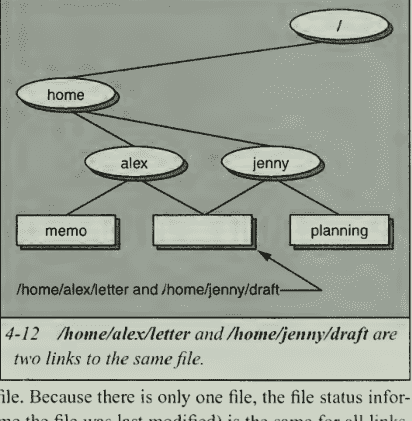 /
home
alex
jenny
memo
planning
/home/alex/letter and /home/jenny/draft
4-12 /home/alex/letter and /home/jenny/draft are
two links to the same file.
file. Because there is only one file, the file status infor-
me the file was last modified) is the same for all links